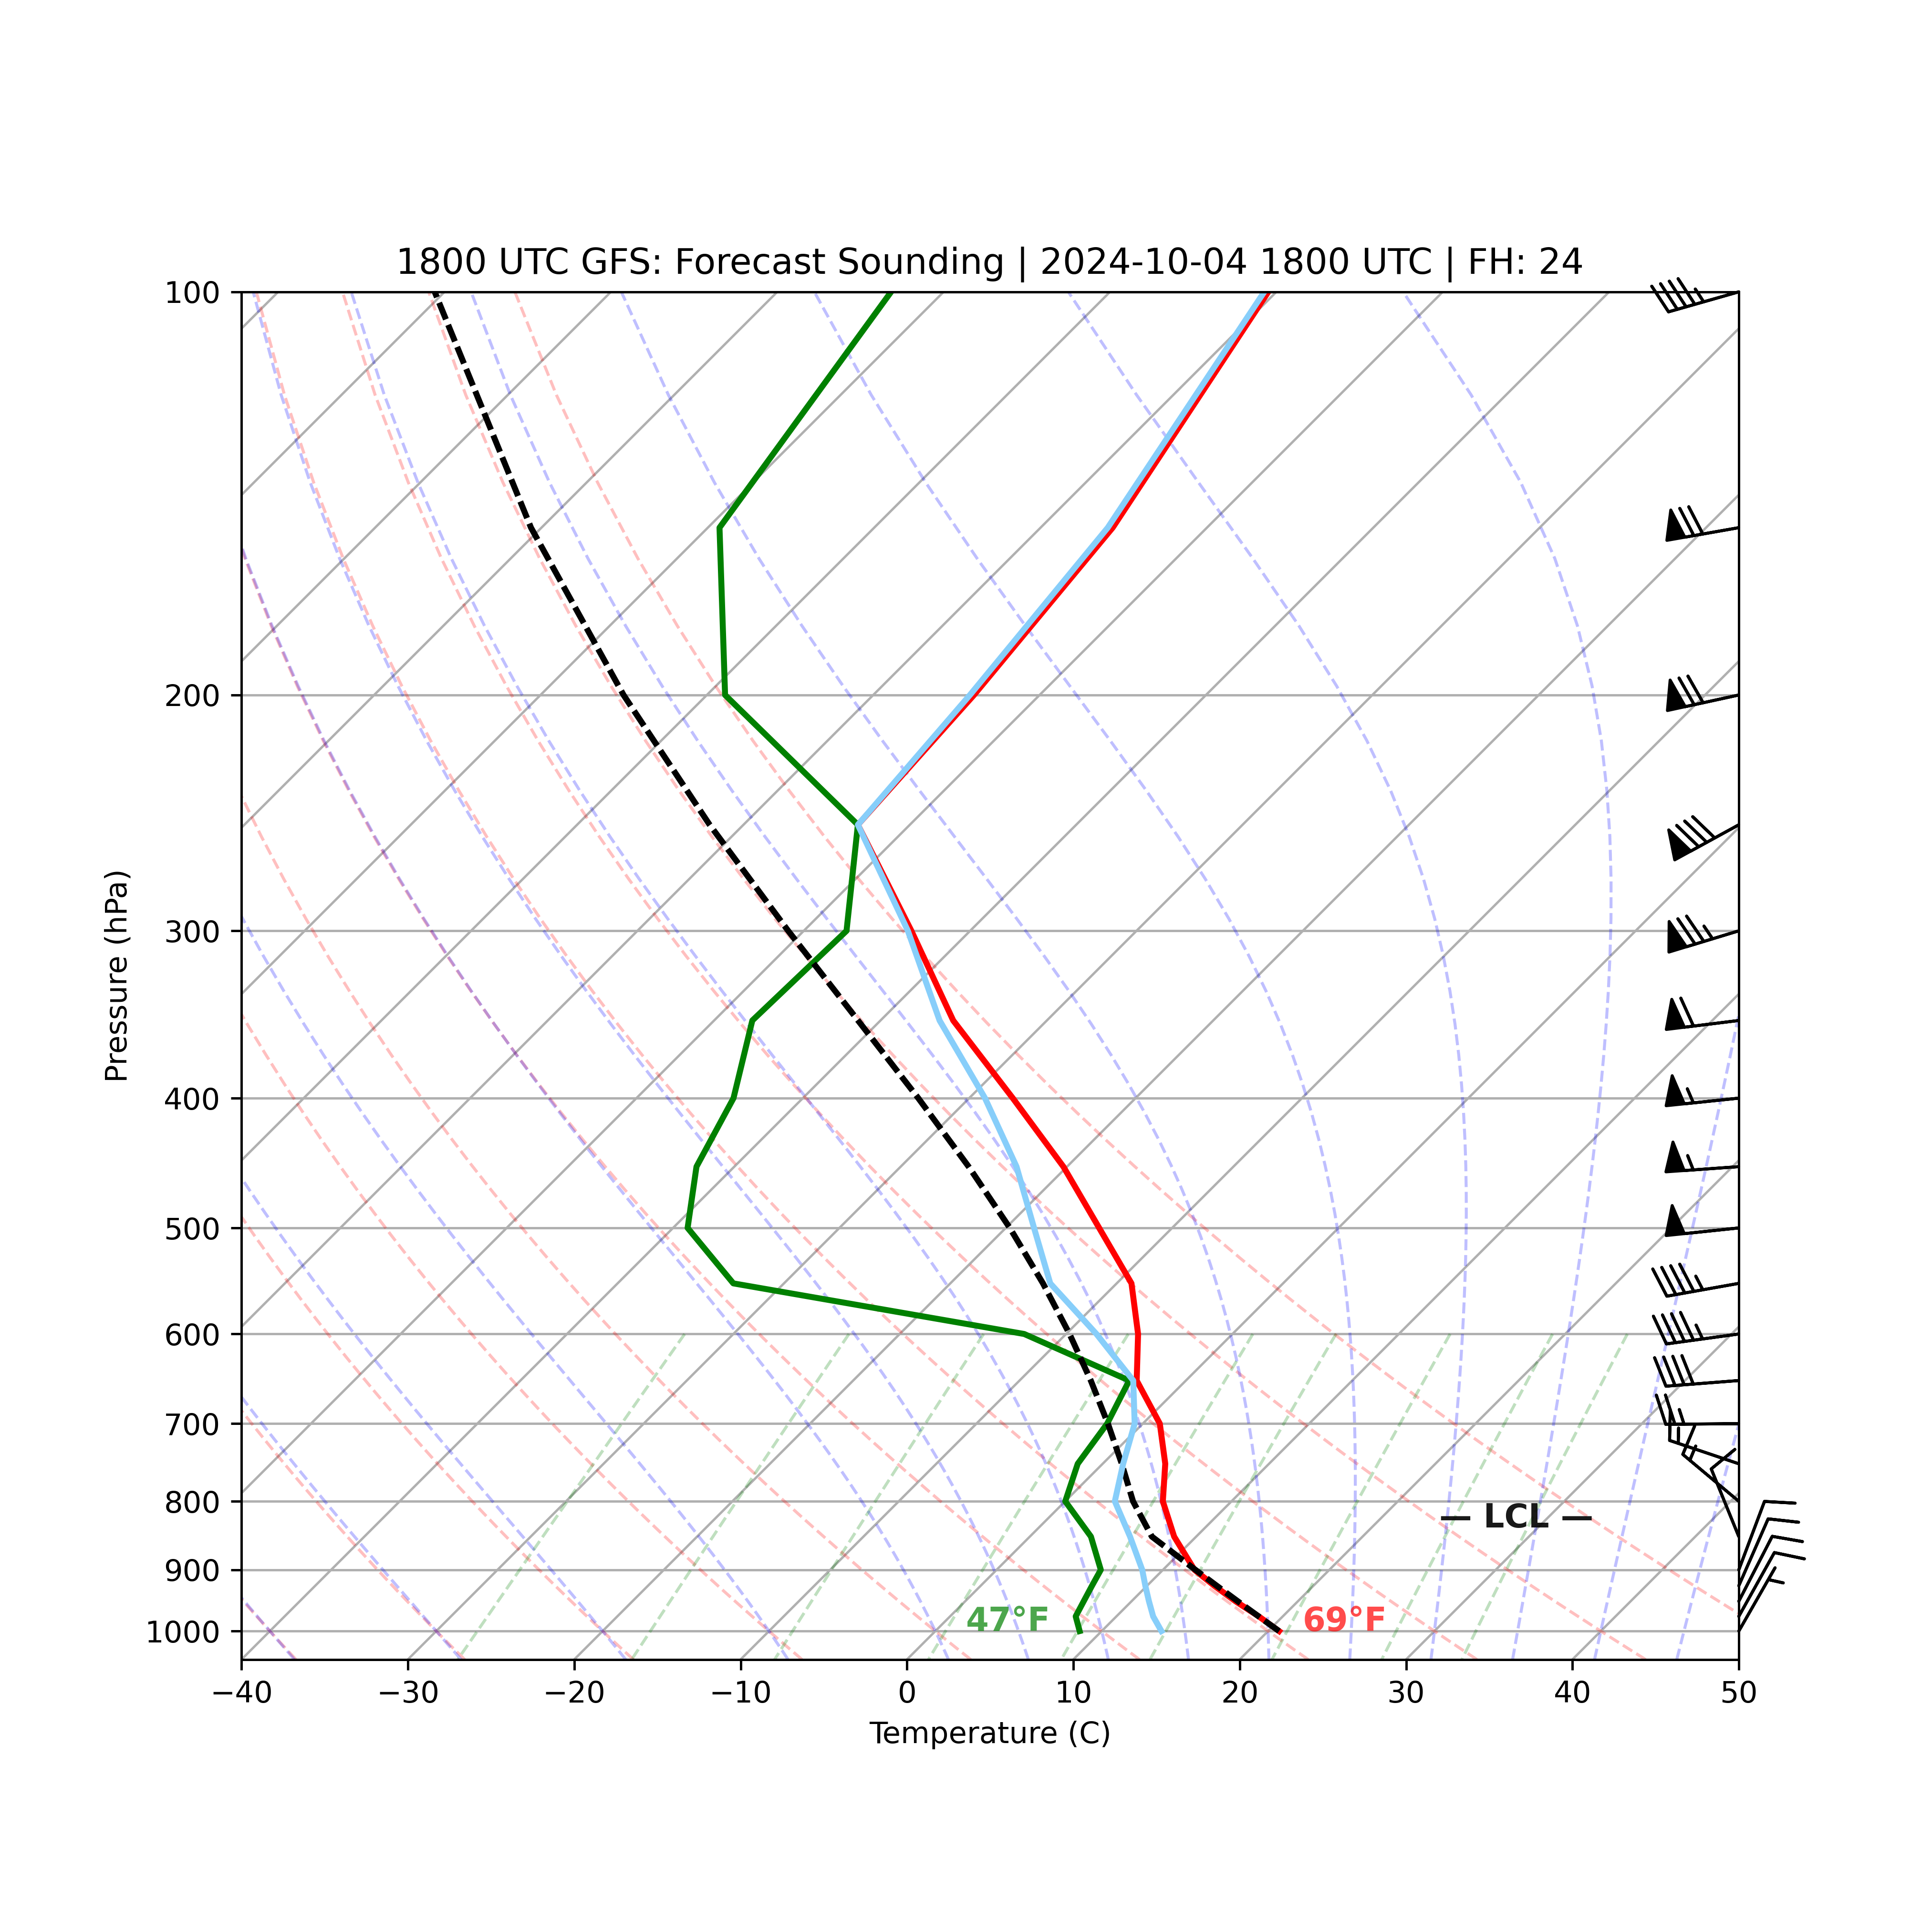 1800 UTC GFS: Forecast Sounding | 2024-10-04 1800 UTC | FH: 24
100
200
300
400
500
600
700
800
900
1000
Pressure (hPa)
— LCL —
47°F
69°F
−40 −30 −20 −10 0 10 20 30 40 50
Temperature (C)